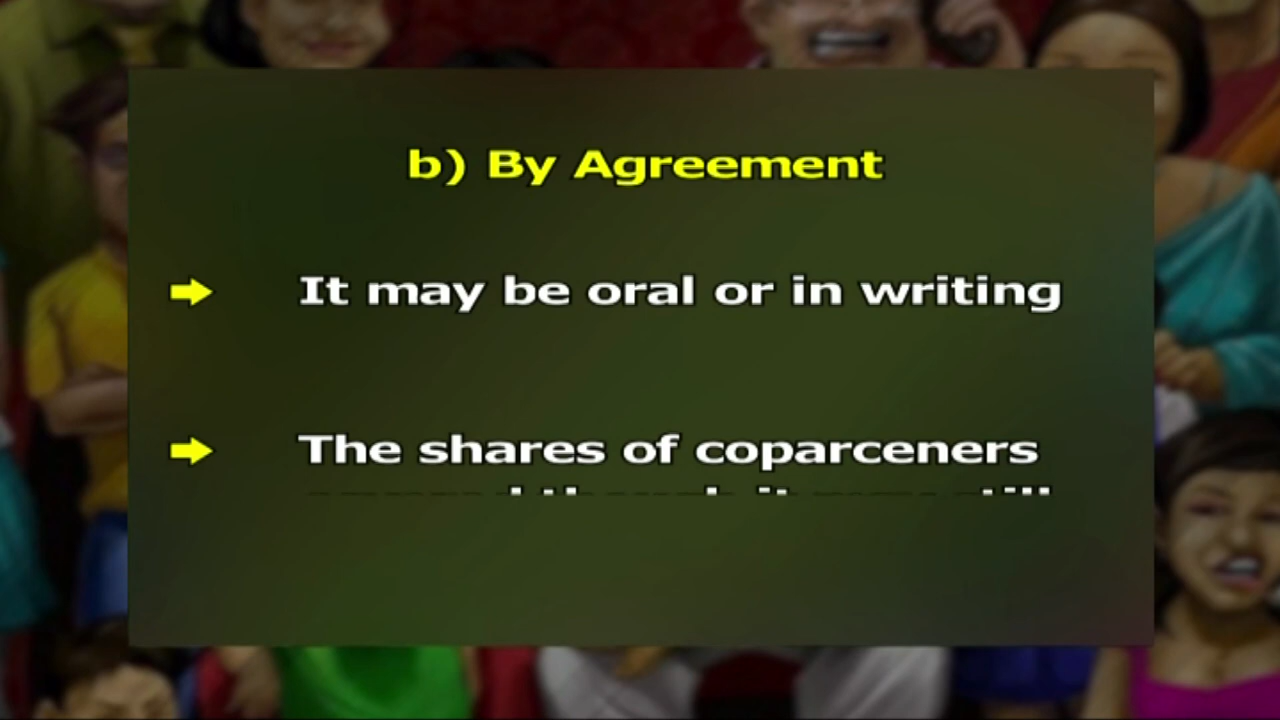 b) By Agreement
It may be oral or in writing
The shares of coparceners